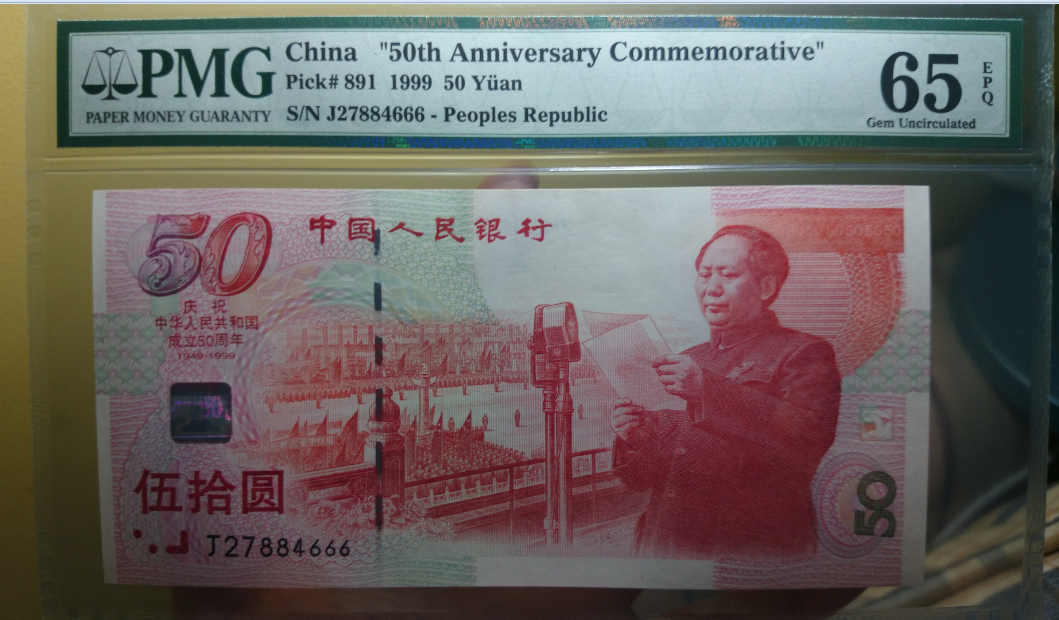 PMG
PAPER MONEY GUARANTY
China "50th Anniversary Commemorative"
Pick# 891 1999 50 Yüan
S/N J27884666 - Peoples Republic
65
EPQ
Gem Uncirculated
50
中国人民银行
庆祝
中华人民共和国
成立50周年
1949-1999
伍拾圆
J27884666
50